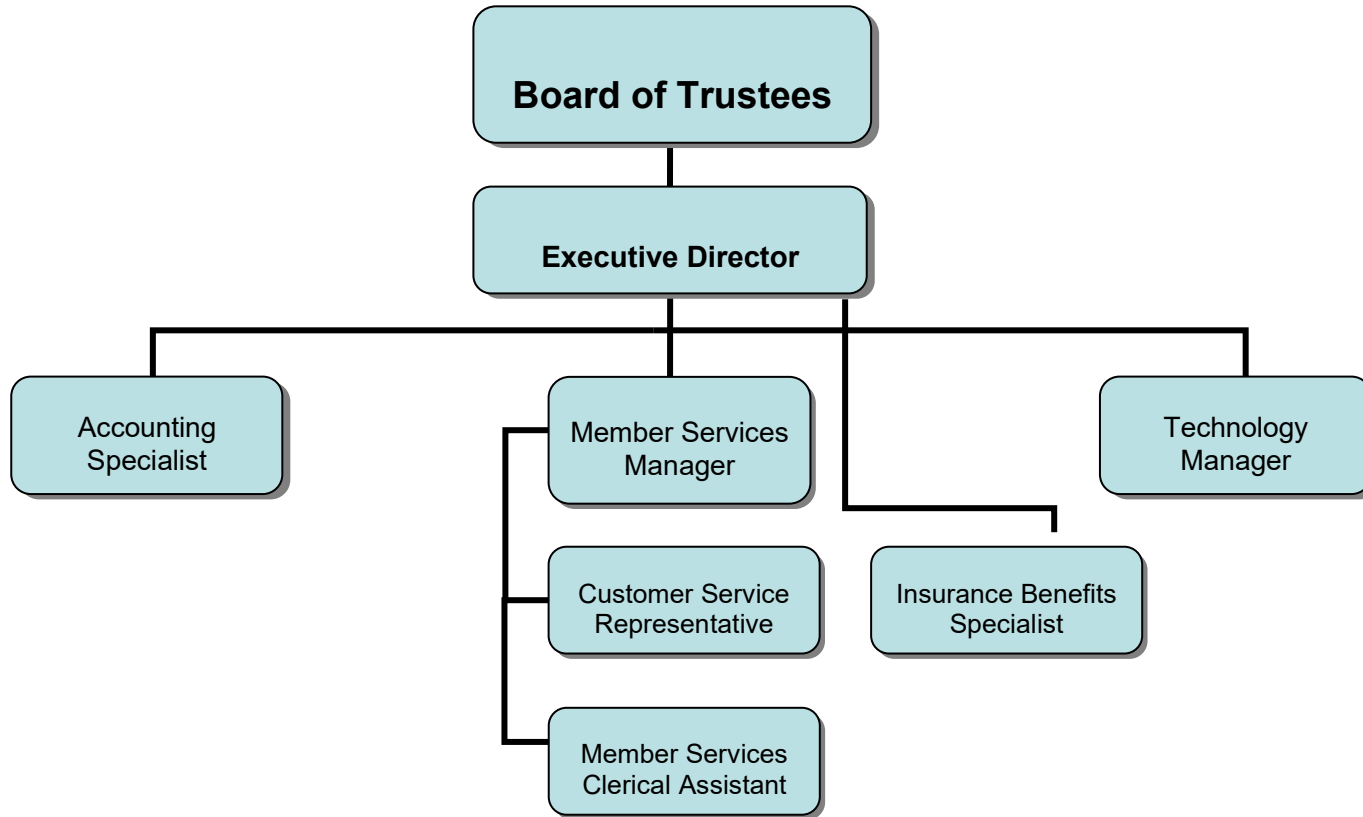 Board of Trustees
Executive Director
Accounting
Specialist
Member Services
Manager
Technology
Manager
Customer Service
Representative
Insurance Benefits
Specialist
Member Services
Clerical Assistant